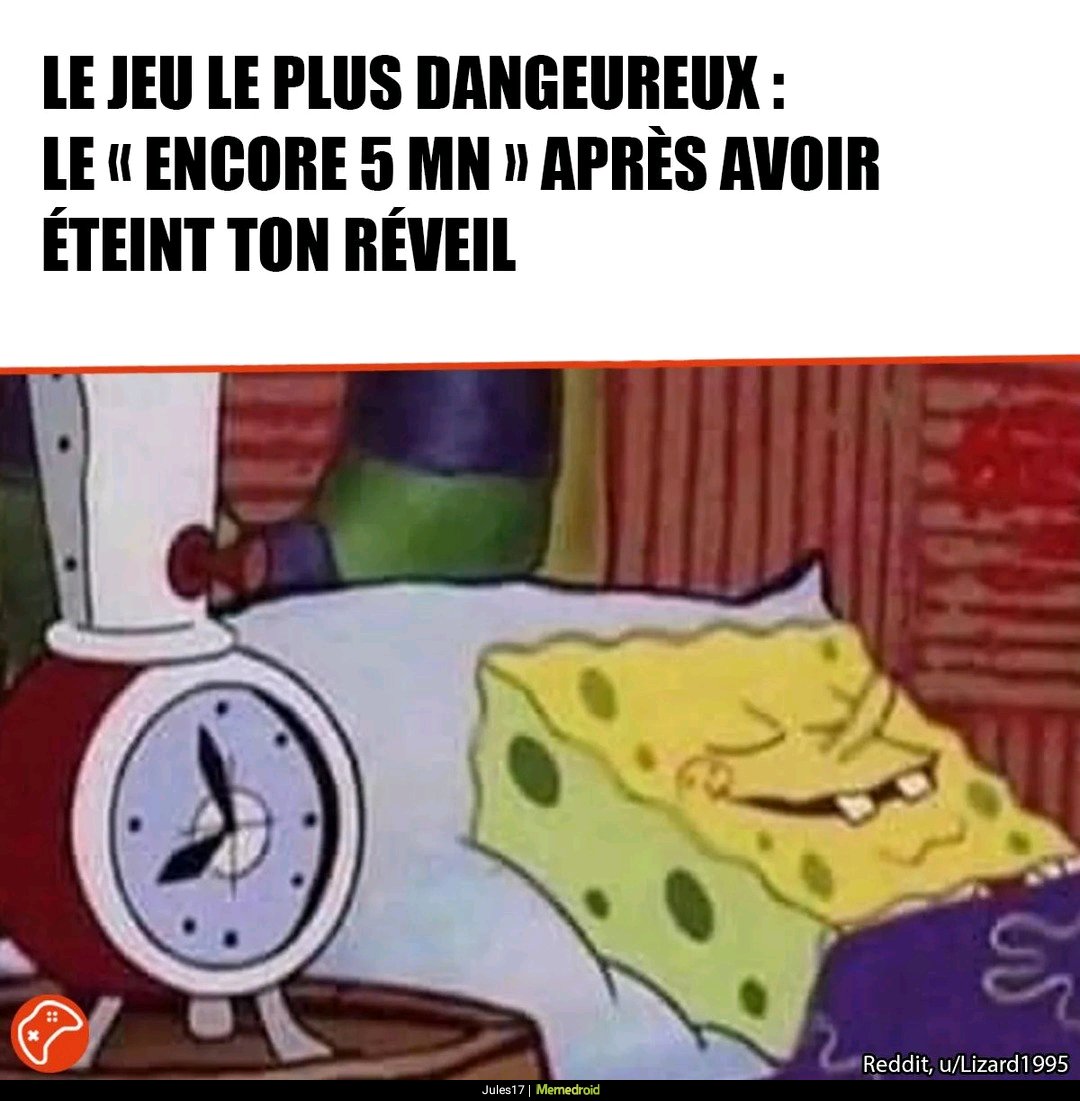 LE JEU LE PLUS DANGEUREUX :
LE « ENCORE 5 MN » APRÈS AVOIR
ÉTEINT TON RÉVEIL
Reddit, u/Lizard1995
Jules17 | Memedroid